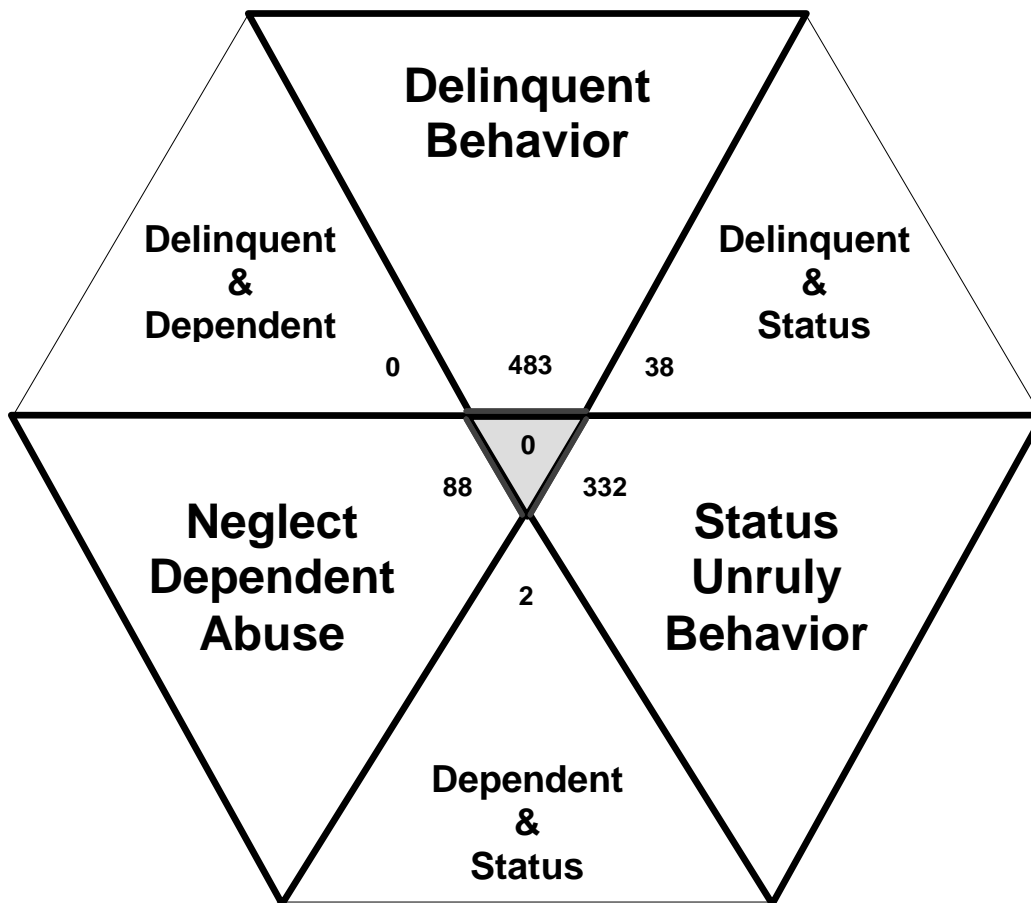 Delinquent
Behavior
Delinquent
&
Dependent
Delinquent
&
Status
0
483
38
0
88
332
Neglect
Dependent
Abuse
Status
Unruly
Behavior
2
Dependent
&
Status